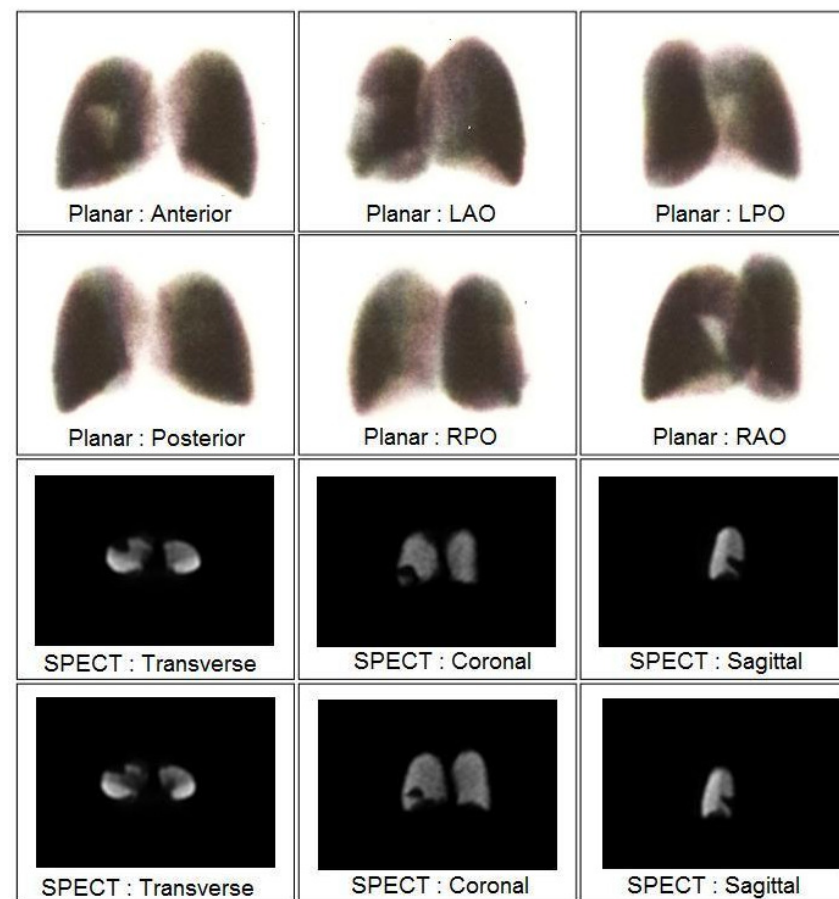 Planar : Anterior
Planar : LAO
Planar : LPO
Planar : Posterior
Planar : RPO
Planar : RAO
SPECT : Transverse
SPECT : Coronal
SPECT : Sagittal
SPECT : Transverse
SPECT : Coronal
SPECT : Sagittal